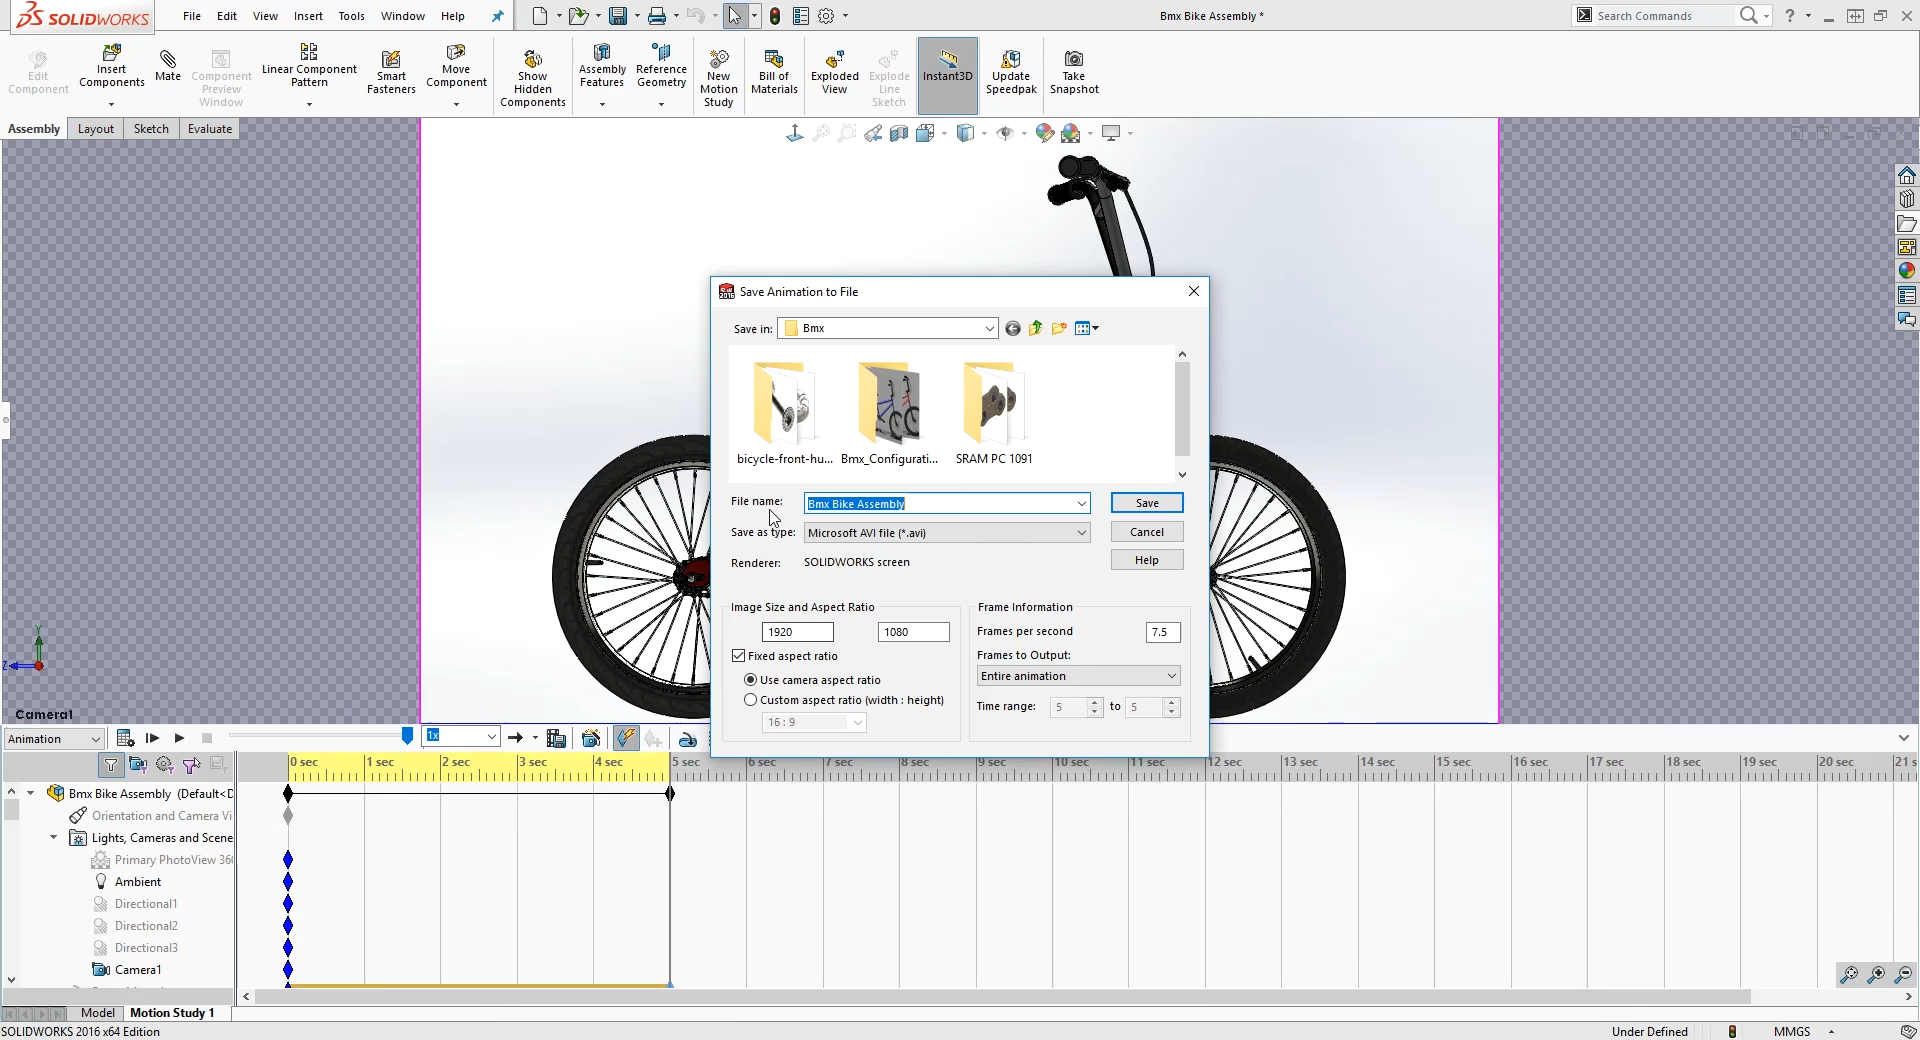 SOLIDWORKS File Edit View Insert Tools Window Help Bmx Bike Assembly * Search Commands ?
Edit Component
Insert Components
Mate
Component Preview Window
Linear Component Pattern
Smart Fasteners
Move Component
Show Hidden Components
Assembly Features
Reference Geometry
New Motion Study
Bill of Materials
Exploded View
Explode Line Sketch
Instant3D
Update Speedpak
Take Snapshot
Assembly Layout Sketch Evaluate
Save Animation to File
Save in: Bmx
bicycle-front-hu... Bmx_Configurati... SRAM PC 1091
File name: Bmx Bike Assembly Save
Save as type: Microsoft AVI file (*.avi) Cancel
Renderer: SOLIDWORKS screen Help
Image Size and Aspect Ratio
1920 1080
Fixed aspect ratio
Use camera aspect ratio
Custom aspect ratio (width : height)
16 : 9
Frame Information
Frames per second 7.5
Frames to Output:
Entire animation
Time range: 5 to 5
Y
Z
Camera1
Animation 1x
0 sec 1 sec 2 sec 3 sec 4 sec 5 sec 6 sec 7 sec 8 sec 9 sec 10 sec 11 sec 12 sec 13 sec 14 sec 15 sec 16 sec 17 sec 18 sec 19 sec 20 sec 21 s
Bmx Bike Assembly (Default<D
Orientation and Camera Vi
Lights, Cameras and Scene
Primary PhotoView 36
Ambient
Directional1
Directional2
Directional3
Camera1
Model Motion Study 1
SOLIDWORKS 2016 x64 Edition Under Defined MMGS